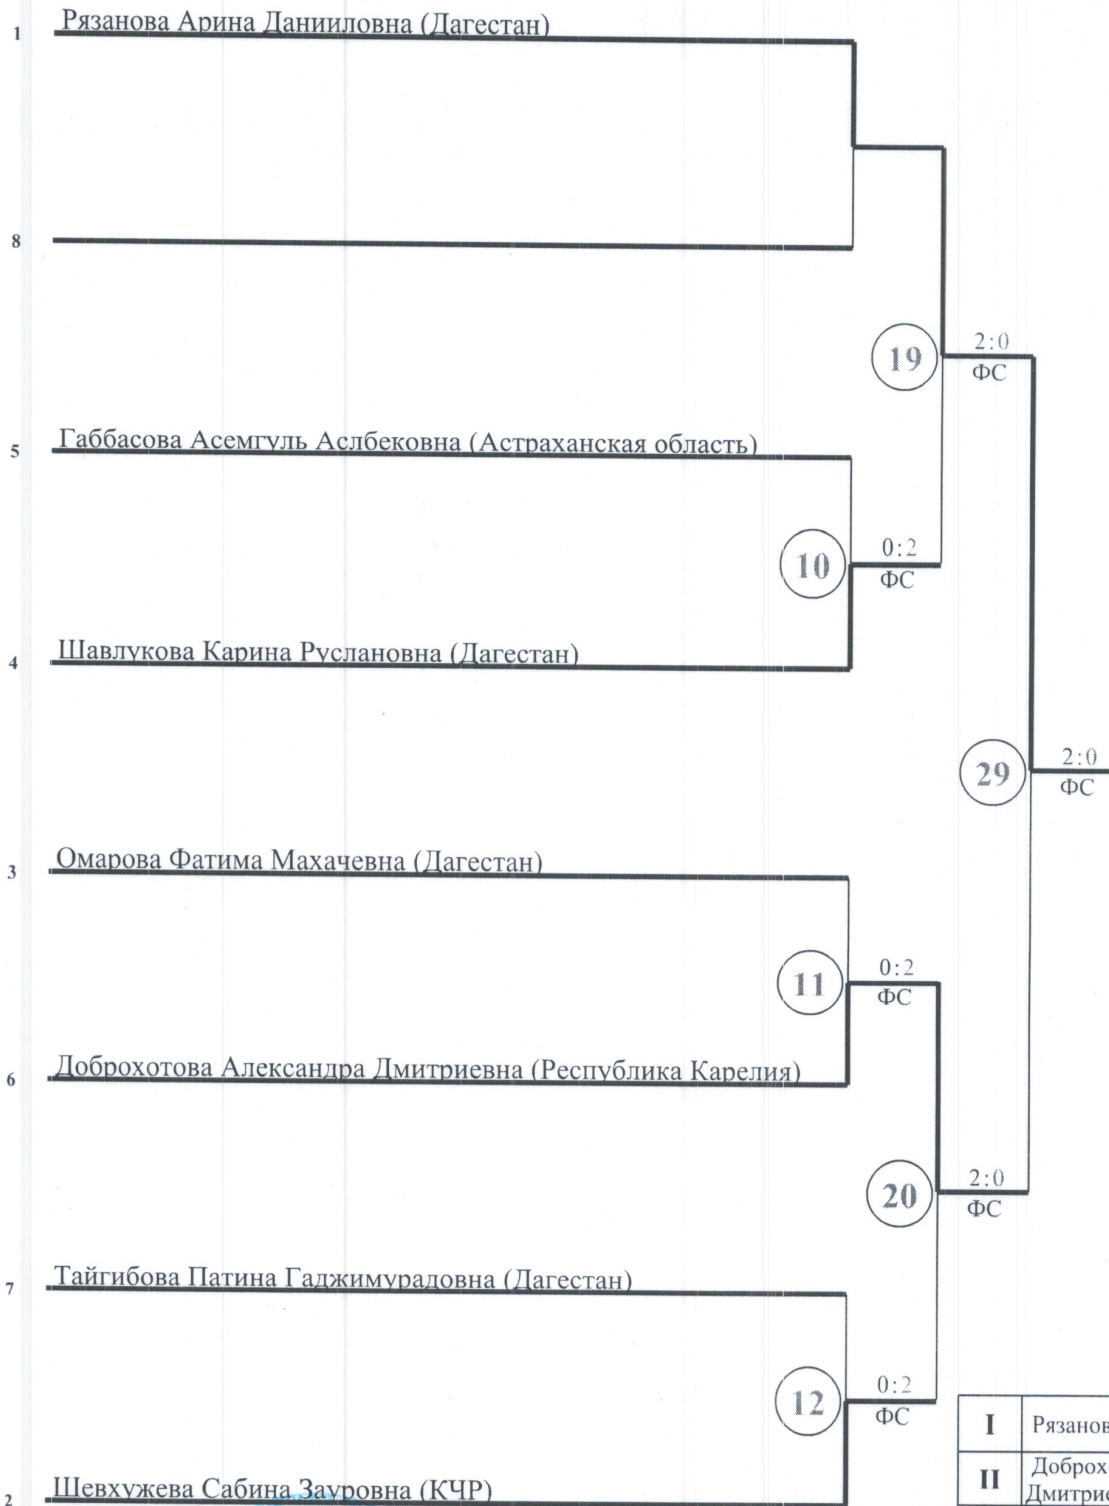 1 Рязанова Арина Данииловна (Дагестан)
8
19 2:0
ФС
5 Габбасова Асемгуль Аслбековна (Астраханская область)
10 0:2
ФС
4 Шавлукова Карина Руслановна (Дагестан)
29 2:0
ФС
3 Омарова Фатима Махачевна (Дагестан)
11 0:2
ФС
6 Доброхотова Александра Дмитриевна (Республика Карелия)
20 2:0
ФС
7 Тайгибова Патина Гаджимурадовна (Дагестан)
12 0:2
ФС
I Рязанов
2 Шевхужева Сабина Зауровна (КЧР)
II Доброх
Дмитрие